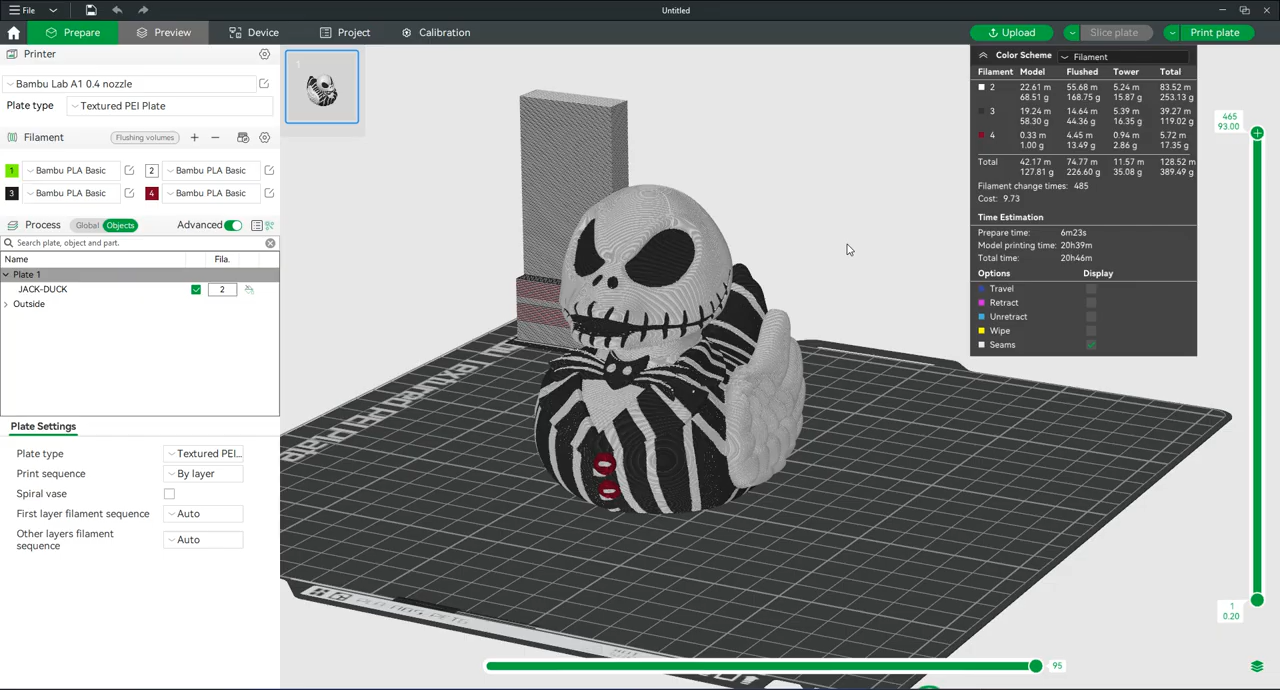 File
Untitled
Prepare
Preview
Device
Project
Calibration
Upload
Slice plate
Print plate
Printer
Bambu Lab A1 0.4 nozzle
Plate type
Textured PEI Plate
Filament
Flushing volumes
1 Bambu PLA Basic
2 Bambu PLA Basic
3 Bambu PLA Basic
4 Bambu PLA Basic
Process Global Objects
Advanced
Search plate, object and part.
Name Fila.
Plate 1
JACK-DUCK 2
Outside
Plate Settings
Plate type Textured PEI...
Print sequence By layer
Spiral vase
First layer filament sequence Auto
Other layers filament
sequence
Auto
1
Color Scheme Filament
Filament Model Flushed Tower Total
2 22.61 m 55.68 m 5.24 m 83.52 m
68.51 g 168.75 g 15.87 g 253.13 g
3 19.24 m 14.64 m 5.39 m 39.27 m
58.30 g 44.36 g 16.35 g 119.02 g
4 0.33 m 4.45 m 0.94 m 5.72 m
1.00 g 13.49 g 2.86 g 17.35 g
Total 42.17 m 74.77 m 11.57 m 128.52 m
127.81 g 226.60 g 35.08 g 389.49 g
Filament change times: 485
Cost: 9.73
Time Estimation
Prepare time: 6m23s
Model printing time: 20h39m
Total time: 20h46m
Options Display
Travel
Retract
Unretract
Wipe
Seams
465
93.00
1
0.20
95